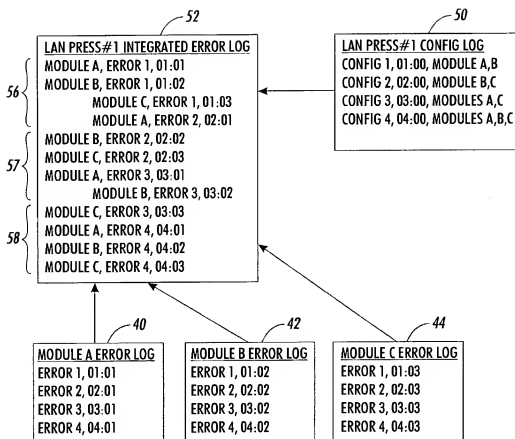 52
50
LAN PRESS#1 INTEGRATED ERROR LOG
MODULE A, ERROR 1, 01:01
MODULE B, ERROR 1, 01:02
MODULE C, ERROR 1, 01:03
MODULE A, ERROR 2, 02:01
MODULE B, ERROR 2, 02:02
MODULE C, ERROR 2, 02:03
MODULE A, ERROR 3, 03:01
MODULE B, ERROR 3, 03:02
MODULE C, ERROR 3, 03:03
MODULE A, ERROR 4, 04:01
MODULE B, ERROR 4, 04:02
MODULE C, ERROR 4, 04:03
56
57
58
LAN PRESS#1 CONFIG LOG
CONFIG 1, 01:00, MODULE A,B
CONFIG 2, 02:00, MODULE B,C
CONFIG 3, 03:00, MODULES A,C
CONFIG 4, 04:00, MODULES A,B,C
40
MODULE A ERROR LOG
ERROR 1, 01:01
ERROR 2, 02:01
ERROR 3, 03:01
ERROR 4, 04:01
42
MODULE B ERROR LOG
ERROR 1, 01:02
ERROR 2, 02:02
ERROR 3, 03:02
ERROR 4, 04:02
44
MODULE C ERROR LOG
ERROR 1, 01:03
ERROR 2, 02:03
ERROR 3, 03:03
ERROR 4, 04:03